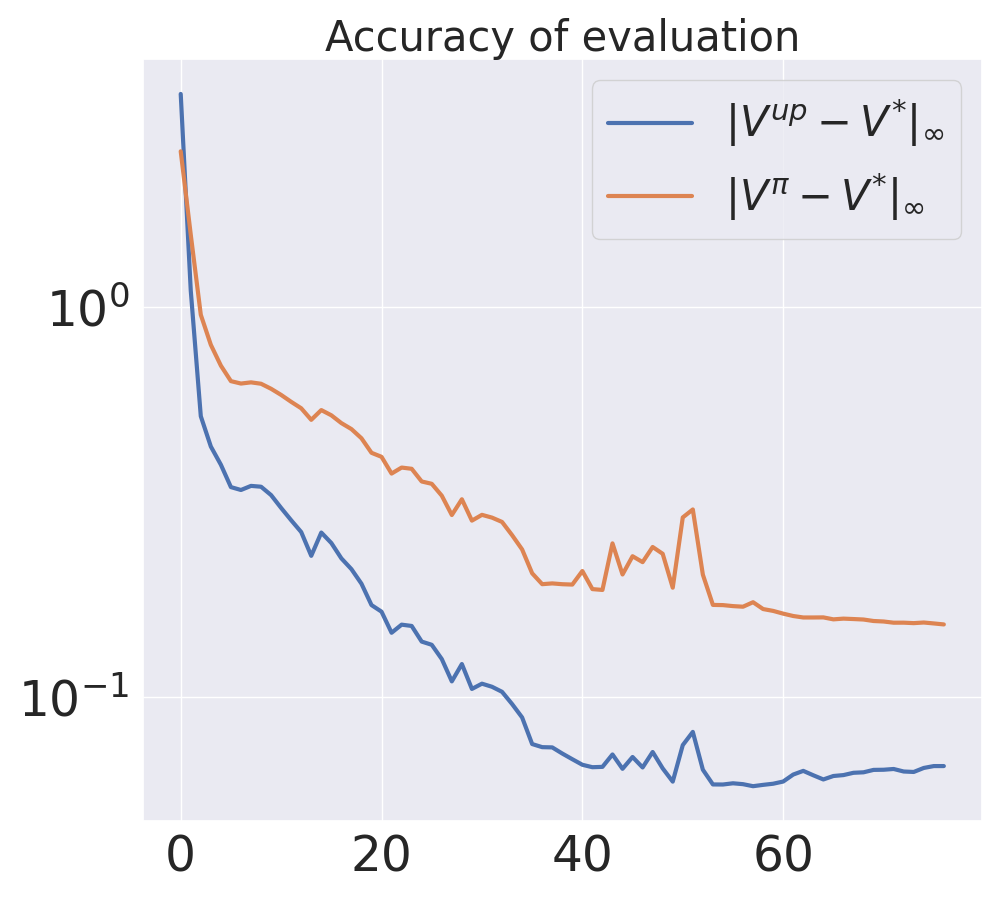 Accuracy of evaluation
|V^{up} − V^*|_∞
|V^π − V^*|_∞
10^0
10^{−1}
0 20 40 60